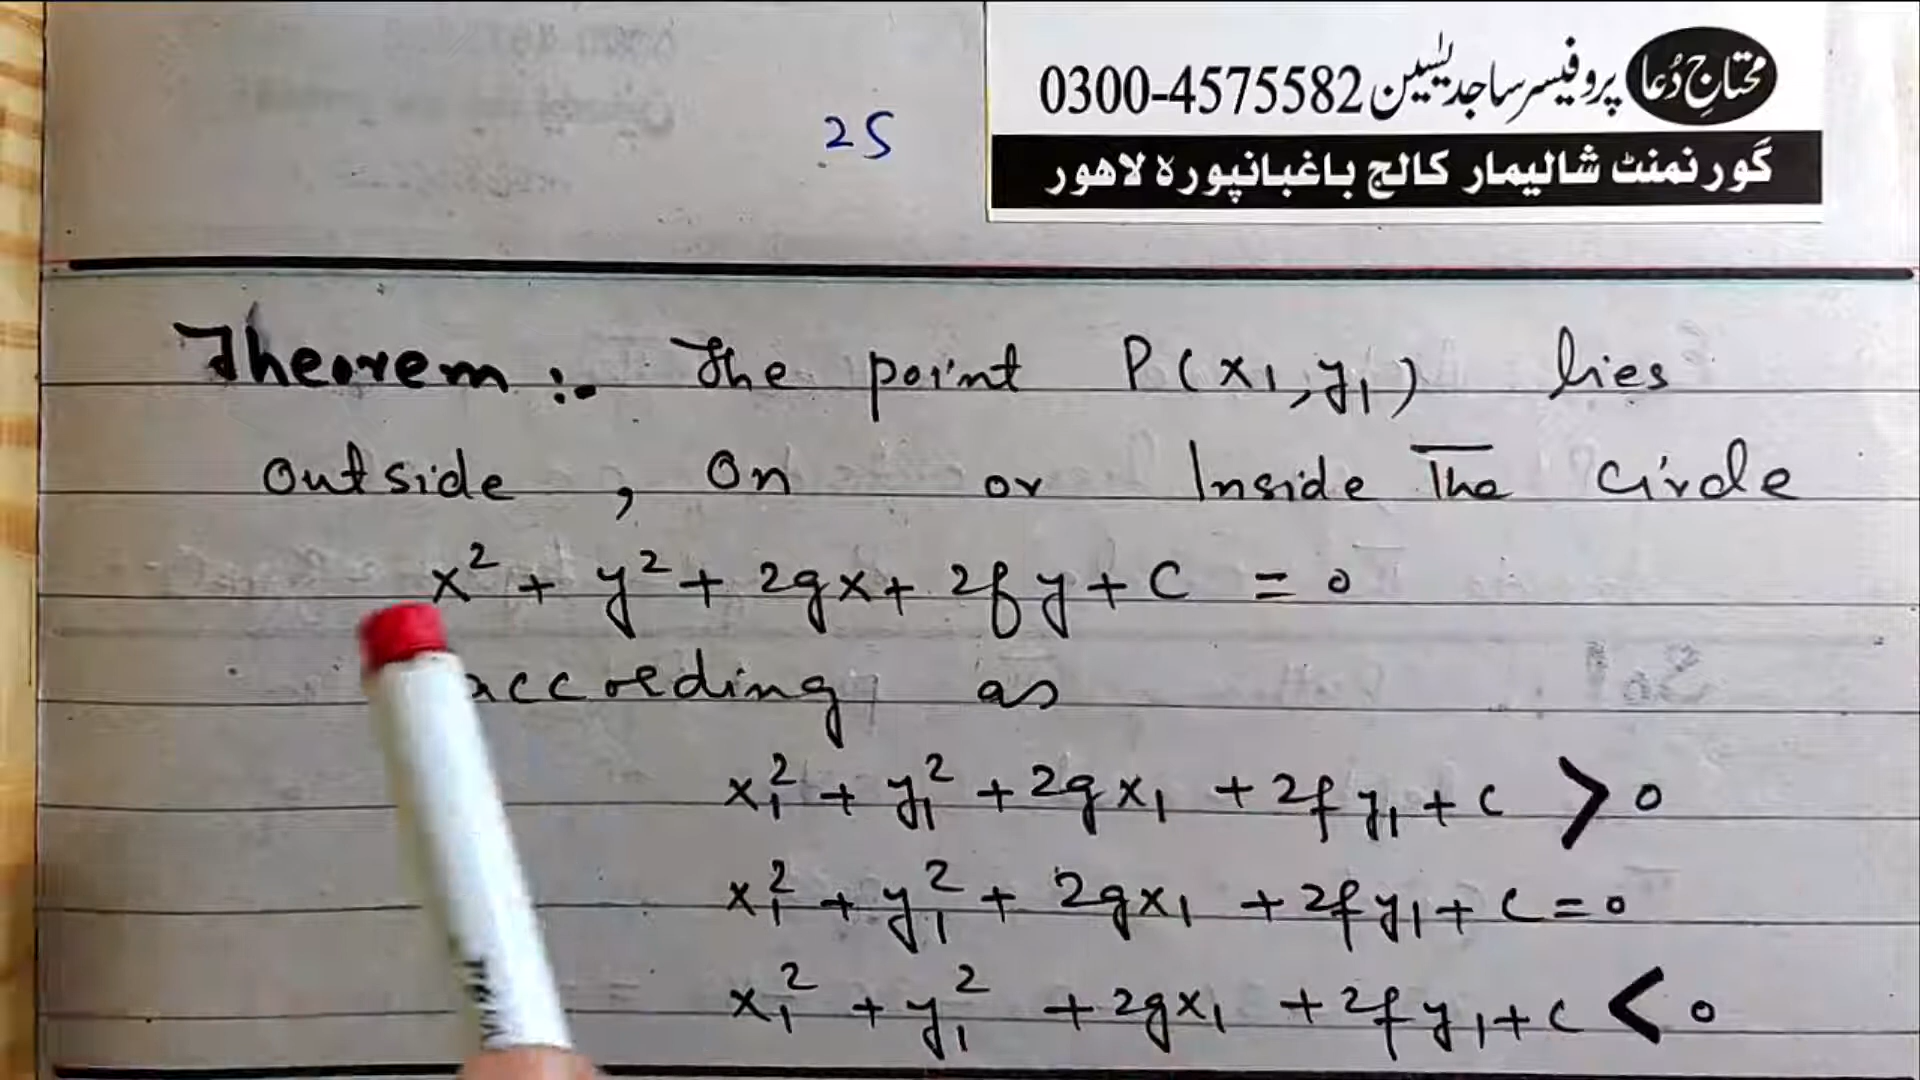 محتاجِ دُعا پروفیسر ساجد یٰسین 0300-4575582
گورنمنٹ شالیمار کالج باغبانپورہ لاہور
25
Theorem :- The point P(x₁,y₁) lies
outside , On or Inside The Circle
x² + y² + 2gx + 2fy + C = 0
according as
x₁² + y₁² + 2gx₁ + 2fy₁ + c > 0
x₁² + y₁² + 2gx₁ + 2fy₁ + c = 0
x₁² + y₁² + 2gx₁ + 2fy₁ + c < 0